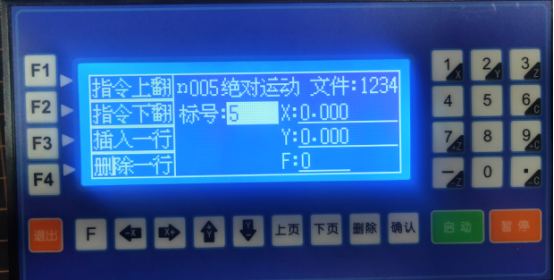 F1
F2
F3
F4
指令上翻 n005绝对运动 文件:1234
指令下翻 标号:5 X:0.000
插入一行 Y:0.000
删除一行 F:0
1 2 3
4 5 6
7 8 9
— 0 .
退出 F 上页 下页 删除 确认 启动 暂停